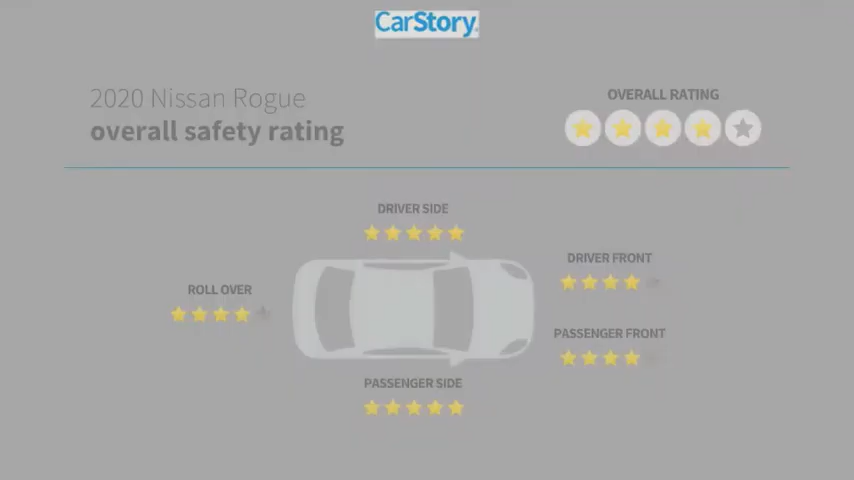 CarStory.
2020 Nissan Rogue
overall safety rating
OVERALL RATING
DRIVER SIDE
DRIVER FRONT
ROLL OVER
PASSENGER FRONT
PASSENGER SIDE